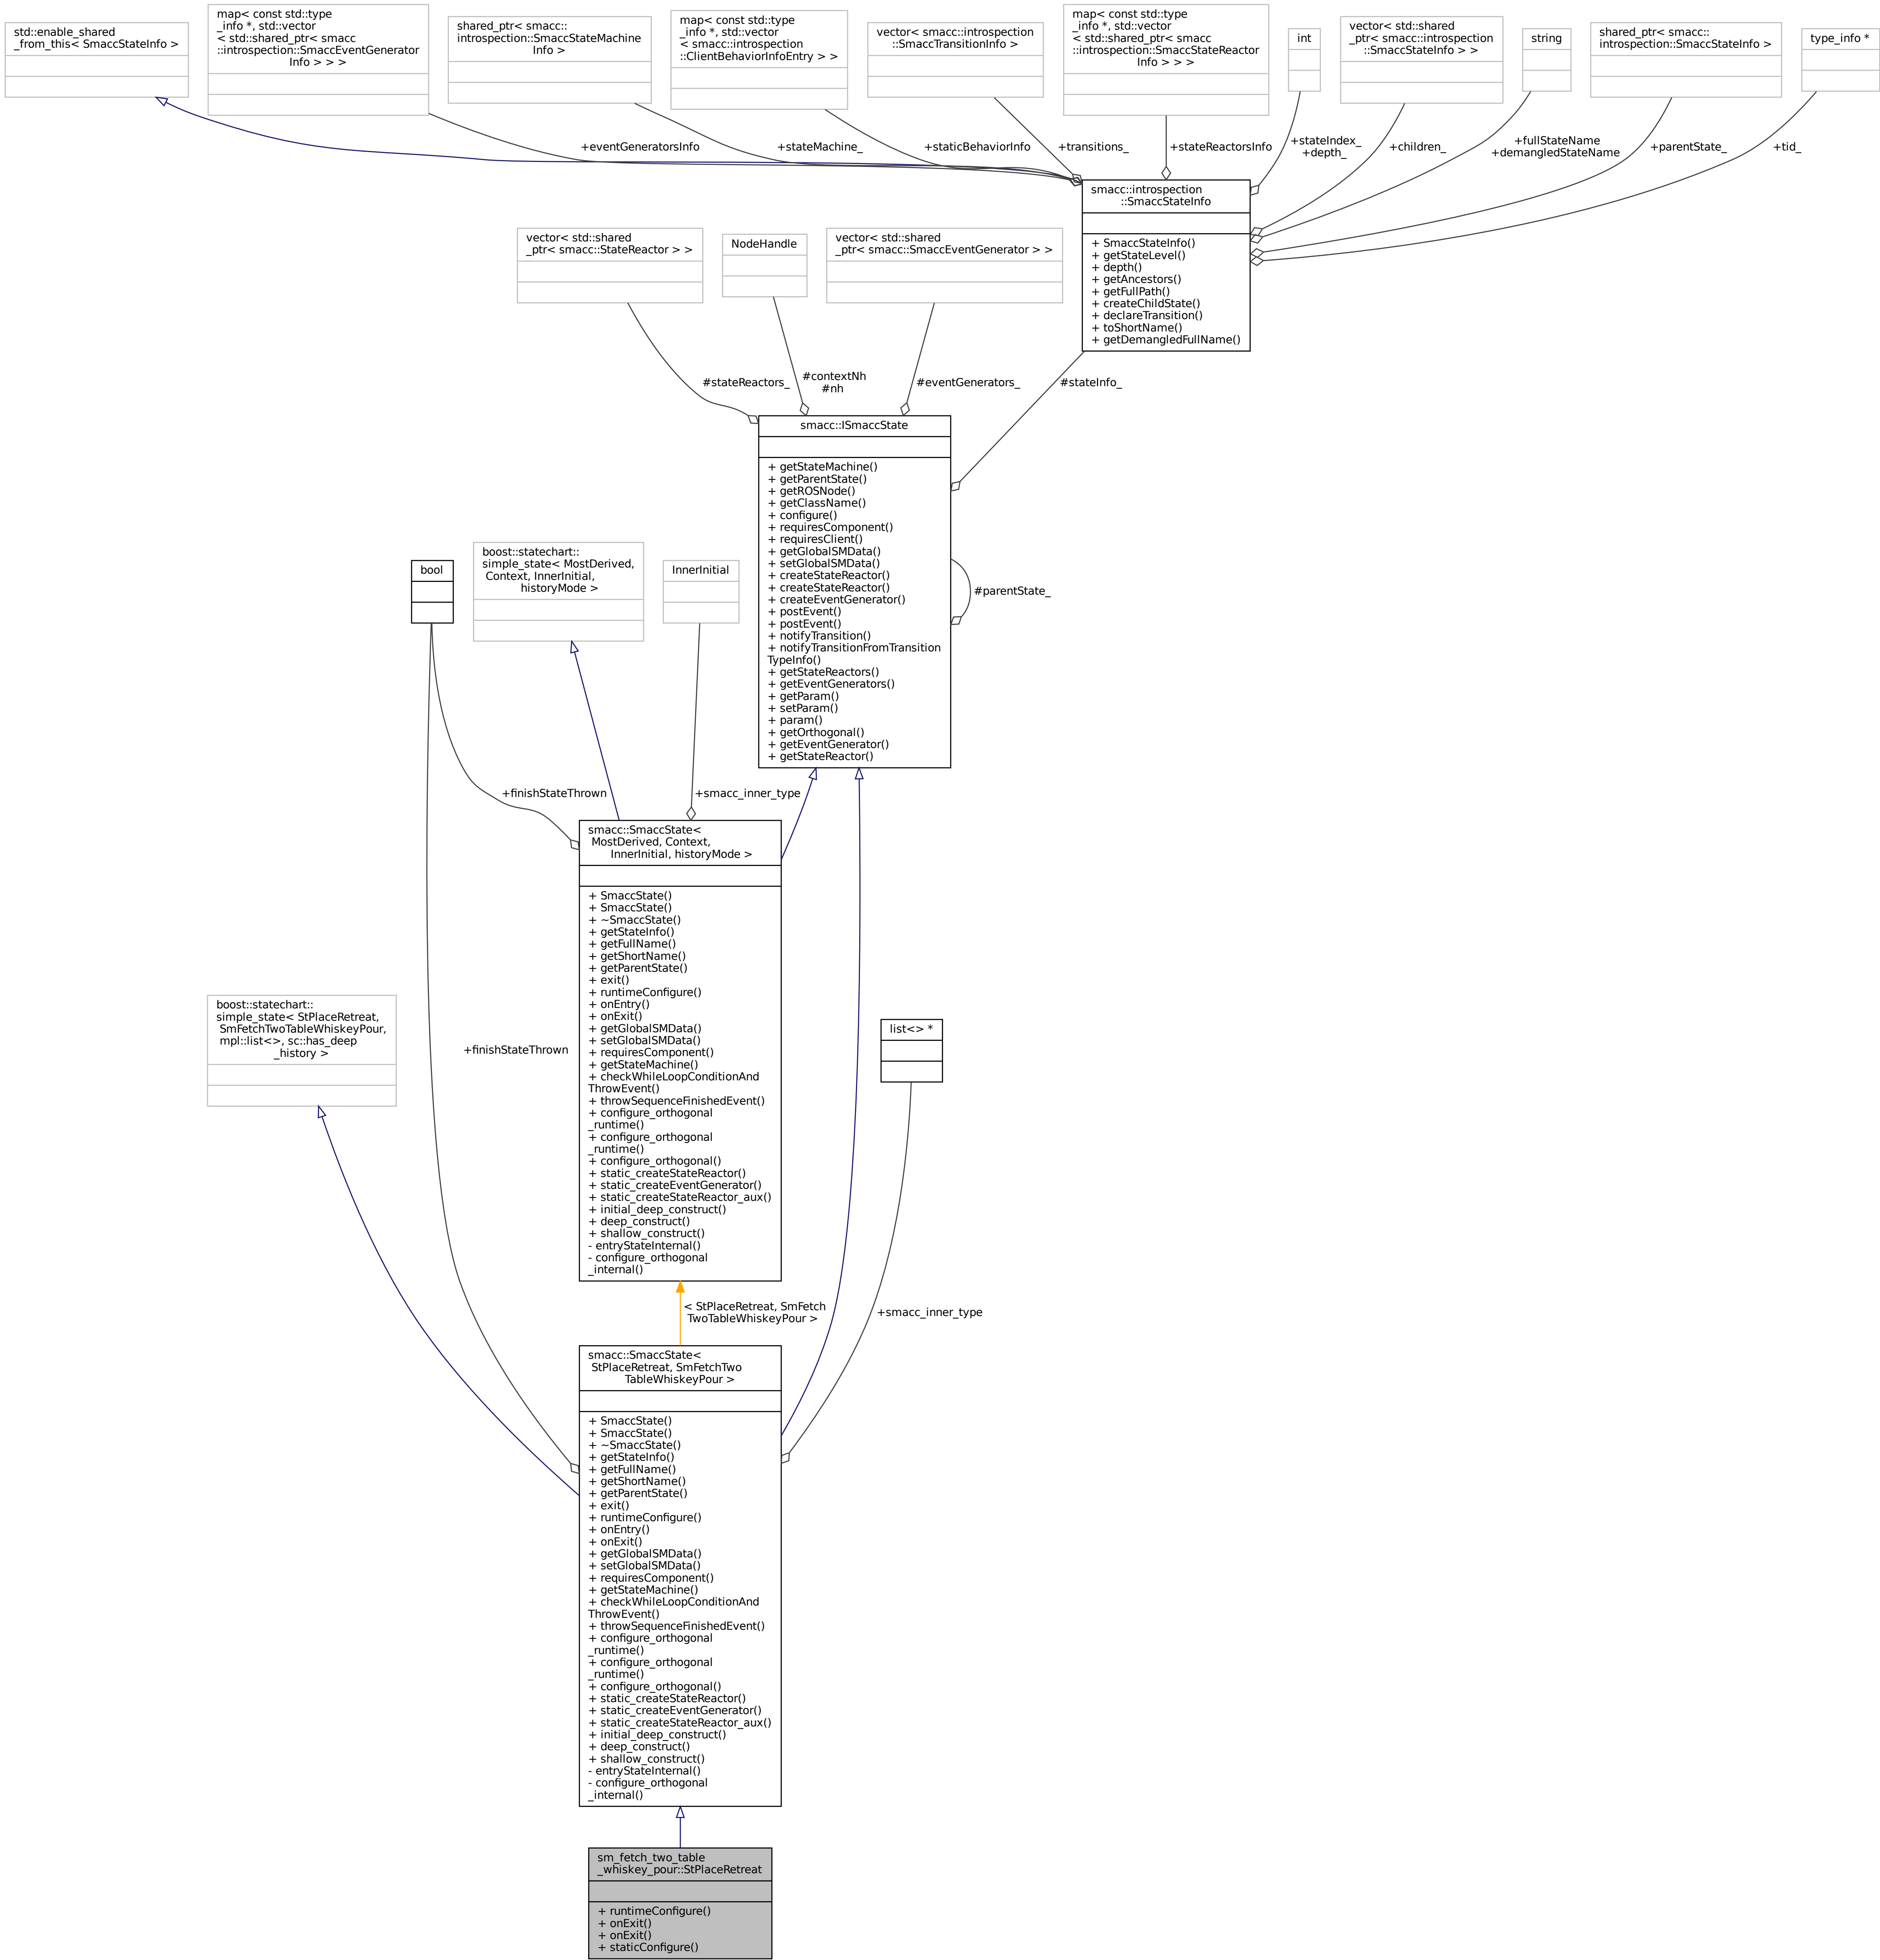 std::enable_shared
_from_this< SmaccStateInfo >
map< const std::type
_info *, std::vector
< std::shared_ptr< smacc
::introspection::SmaccEventGenerator
Info > > >
shared_ptr< smacc::
introspection::SmaccStateMachine
Info >
map< const std::type
_info *, std::vector
< smacc::introspection
::ClientBehaviorInfoEntry > >
vector< smacc::introspection
::SmaccTransitionInfo >
map< const std::type
_info *, std::vector
< std::shared_ptr< smacc
::introspection::SmaccStateReactor
Info > > >
int
vector< std::shared
_ptr< smacc::introspection
::SmaccStateInfo > >
string
shared_ptr< smacc::
introspection::SmaccStateInfo >
type_info *
+eventGeneratorsInfo
+stateMachine_
+staticBehaviorInfo
+transitions_
+stateReactorsInfo
+stateIndex_
+depth_
+children_
+fullStateName
+demangledStateName
+parentState_
+tid_
smacc::introspection
::SmaccStateInfo
+ SmaccStateInfo()
+ getStateLevel()
+ depth()
+ getAncestors()
+ getFullPath()
+ createChildState()
+ declareTransition()
+ toShortName()
+ getDemangledFullName()
vector< std::shared
_ptr< smacc::StateReactor > >
NodeHandle
vector< std::shared
_ptr< smacc::SmaccEventGenerator > >
#stateReactors_
#contextNh
#nh
#eventGenerators_
#stateInfo_
smacc::ISmaccState
+ getStateMachine()
+ getParentState()
+ getROSNode()
+ getClassName()
+ configure()
+ requiresComponent()
+ requiresClient()
+ getGlobalSMData()
+ setGlobalSMData()
+ createStateReactor()
+ createStateReactor()
+ createEventGenerator()
+ postEvent()
+ postEvent()
+ notifyTransition()
+ notifyTransitionFromTransition
TypeInfo()
+ getStateReactors()
+ getEventGenerators()
+ getParam()
+ setParam()
+ param()
+ getOrthogonal()
+ getEventGenerator()
+ getStateReactor()
#parentState_
bool
boost::statechart::
simple_state< MostDerived,
Context, InnerInitial,
historyMode >
InnerInitial
+finishStateThrown
+smacc_inner_type
smacc::SmaccState<
MostDerived, Context,
InnerInitial, historyMode >
+ SmaccState()
+ SmaccState()
+ ~SmaccState()
+ getStateInfo()
+ getFullName()
+ getShortName()
+ getParentState()
+ exit()
+ runtimeConfigure()
+ onEntry()
+ onExit()
+ getGlobalSMData()
+ setGlobalSMData()
+ requiresComponent()
+ getStateMachine()
+ checkWhileLoopConditionAnd
ThrowEvent()
+ throwSequenceFinishedEvent()
+ configure_orthogonal
_runtime()
+ configure_orthogonal
_runtime()
+ configure_orthogonal()
+ static_createStateReactor()
+ static_createEventGenerator()
+ static_createStateReactor_aux()
+ initial_deep_construct()
+ deep_construct()
+ shallow_construct()
- entryStateInternal()
- configure_orthogonal
_internal()
boost::statechart::
simple_state< StPlaceRetreat,
SmFetchTwoTableWhiskeyPour,
mpl::list<>, sc::has_deep
_history >
+finishStateThrown
list<> *
< StPlaceRetreat, SmFetch
TwoTableWhiskeyPour >
+smacc_inner_type
smacc::SmaccState<
StPlaceRetreat, SmFetchTwo
TableWhiskeyPour >
+ SmaccState()
+ SmaccState()
+ ~SmaccState()
+ getStateInfo()
+ getFullName()
+ getShortName()
+ getParentState()
+ exit()
+ runtimeConfigure()
+ onEntry()
+ onExit()
+ getGlobalSMData()
+ setGlobalSMData()
+ requiresComponent()
+ getStateMachine()
+ checkWhileLoopConditionAnd
ThrowEvent()
+ throwSequenceFinishedEvent()
+ configure_orthogonal
_runtime()
+ configure_orthogonal
_runtime()
+ configure_orthogonal()
+ static_createStateReactor()
+ static_createEventGenerator()
+ static_createStateReactor_aux()
+ initial_deep_construct()
+ deep_construct()
+ shallow_construct()
- entryStateInternal()
- configure_orthogonal
_internal()
sm_fetch_two_table
_whiskey_pour::StPlaceRetreat
+ runtimeConfigure()
+ onExit()
+ onExit()
+ staticConfigure()